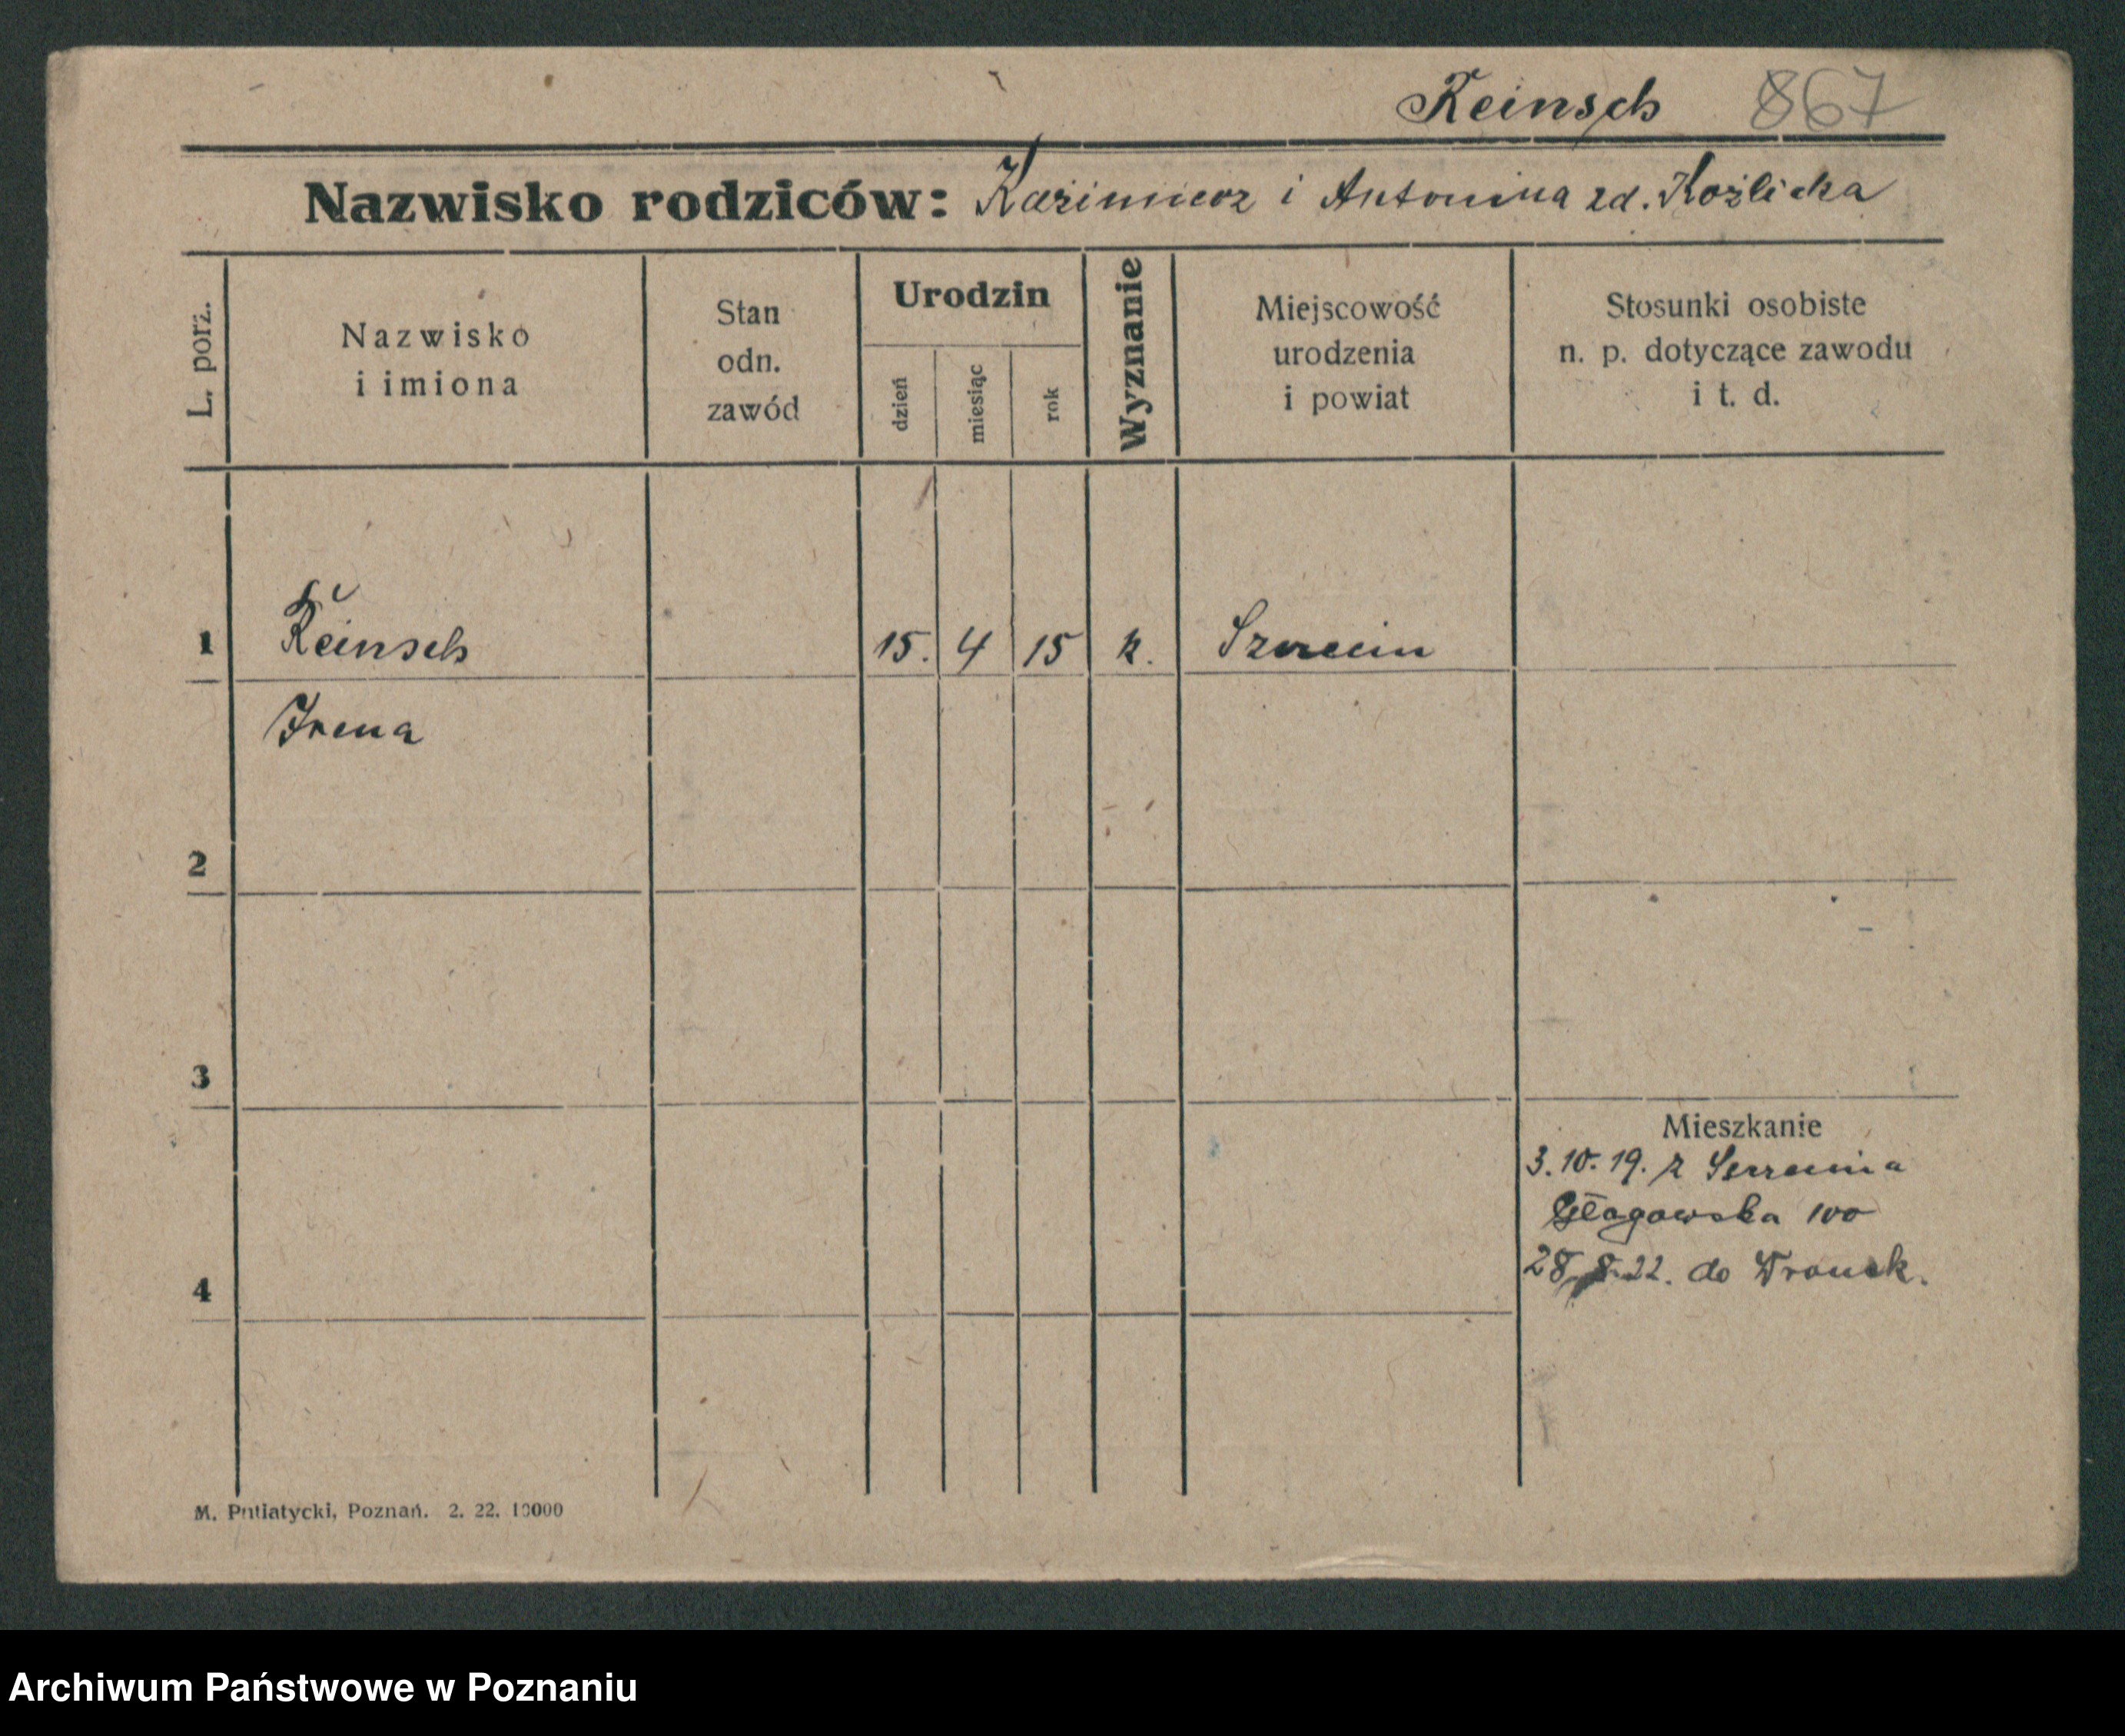 Reinsch 867
Nazwisko rodziców: Kazimierz i Antonina zd. Koźlicka
L. porz.
Nazwisko
i imiona
Stan
odn.
zawód
Urodzin
dzień
miesiąc
rok
Wyznanie
Miejscowość
urodzenia
i powiat
Stosunki osobiste
n. p. dotyczące zawodu
i t. d.
1 Reinsch 15. 4 15 k. Szczecin
Irena
2
3
Mieszkanie
3. 10. 19. z Szczecina
Głogowska 100
28. 8. 22. do Wronek.
4
M. Putiatycki, Poznań. 2. 22. 10000
Archiwum Państwowe w Poznaniu